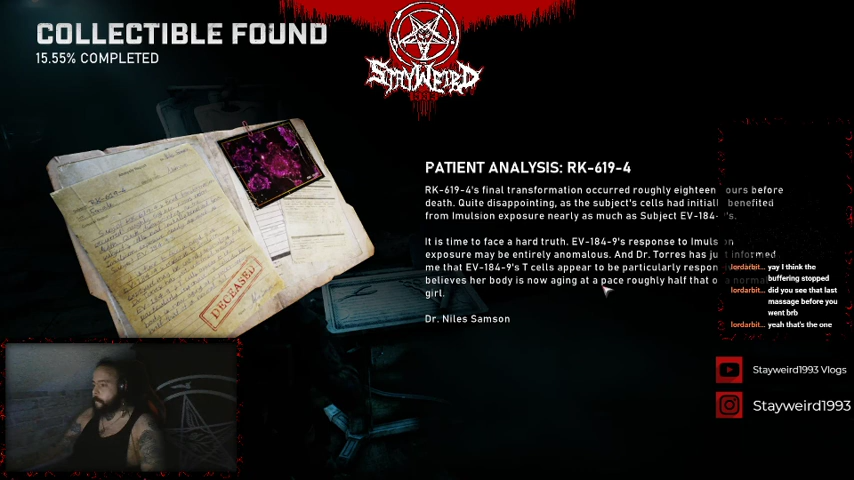 COLLECTIBLE FOUND
15.55% COMPLETED
STAYWEIRD
PATIENT ANALYSIS: RK-619-4
RK-619-4's final transformation occurred roughly eighteen ours before
death. Quite disappointing, as the subject's cells had initiall benefited
from Imulsion exposure nearly as much as Subject EV-184- 's.
It is time to face a hard truth. EV-184-9's response to Imuls on
exposure may be entirely anomalous. And Dr. Torres has just informed
me that EV-184-9's T cells appear to be particularly respon
believes her body is now aging at a pace roughly half that o a normal
girl.
Dr. Niles Samson
DECEASED
lordarbit... yay I think the
buffering stopped
lordarbit... did you see that last
massage before you
went brb
lordarbit... yeah that's the one
Stayweird1993 Vlogs
Stayweird1993